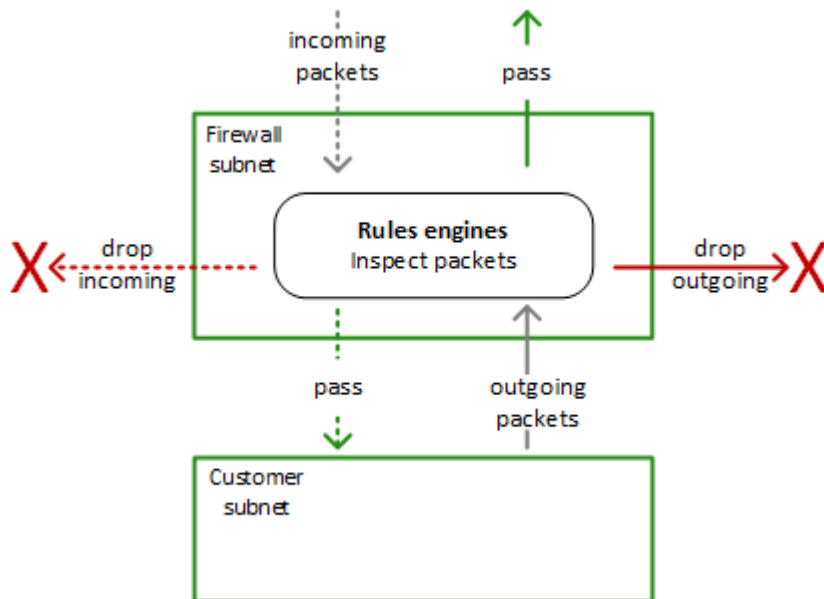 incoming
packets
pass
Firewall
subnet
Rules engines
Inspect packets
X
drop
incoming
drop
outgoing
X
pass
outgoing
packets
Customer
subnet